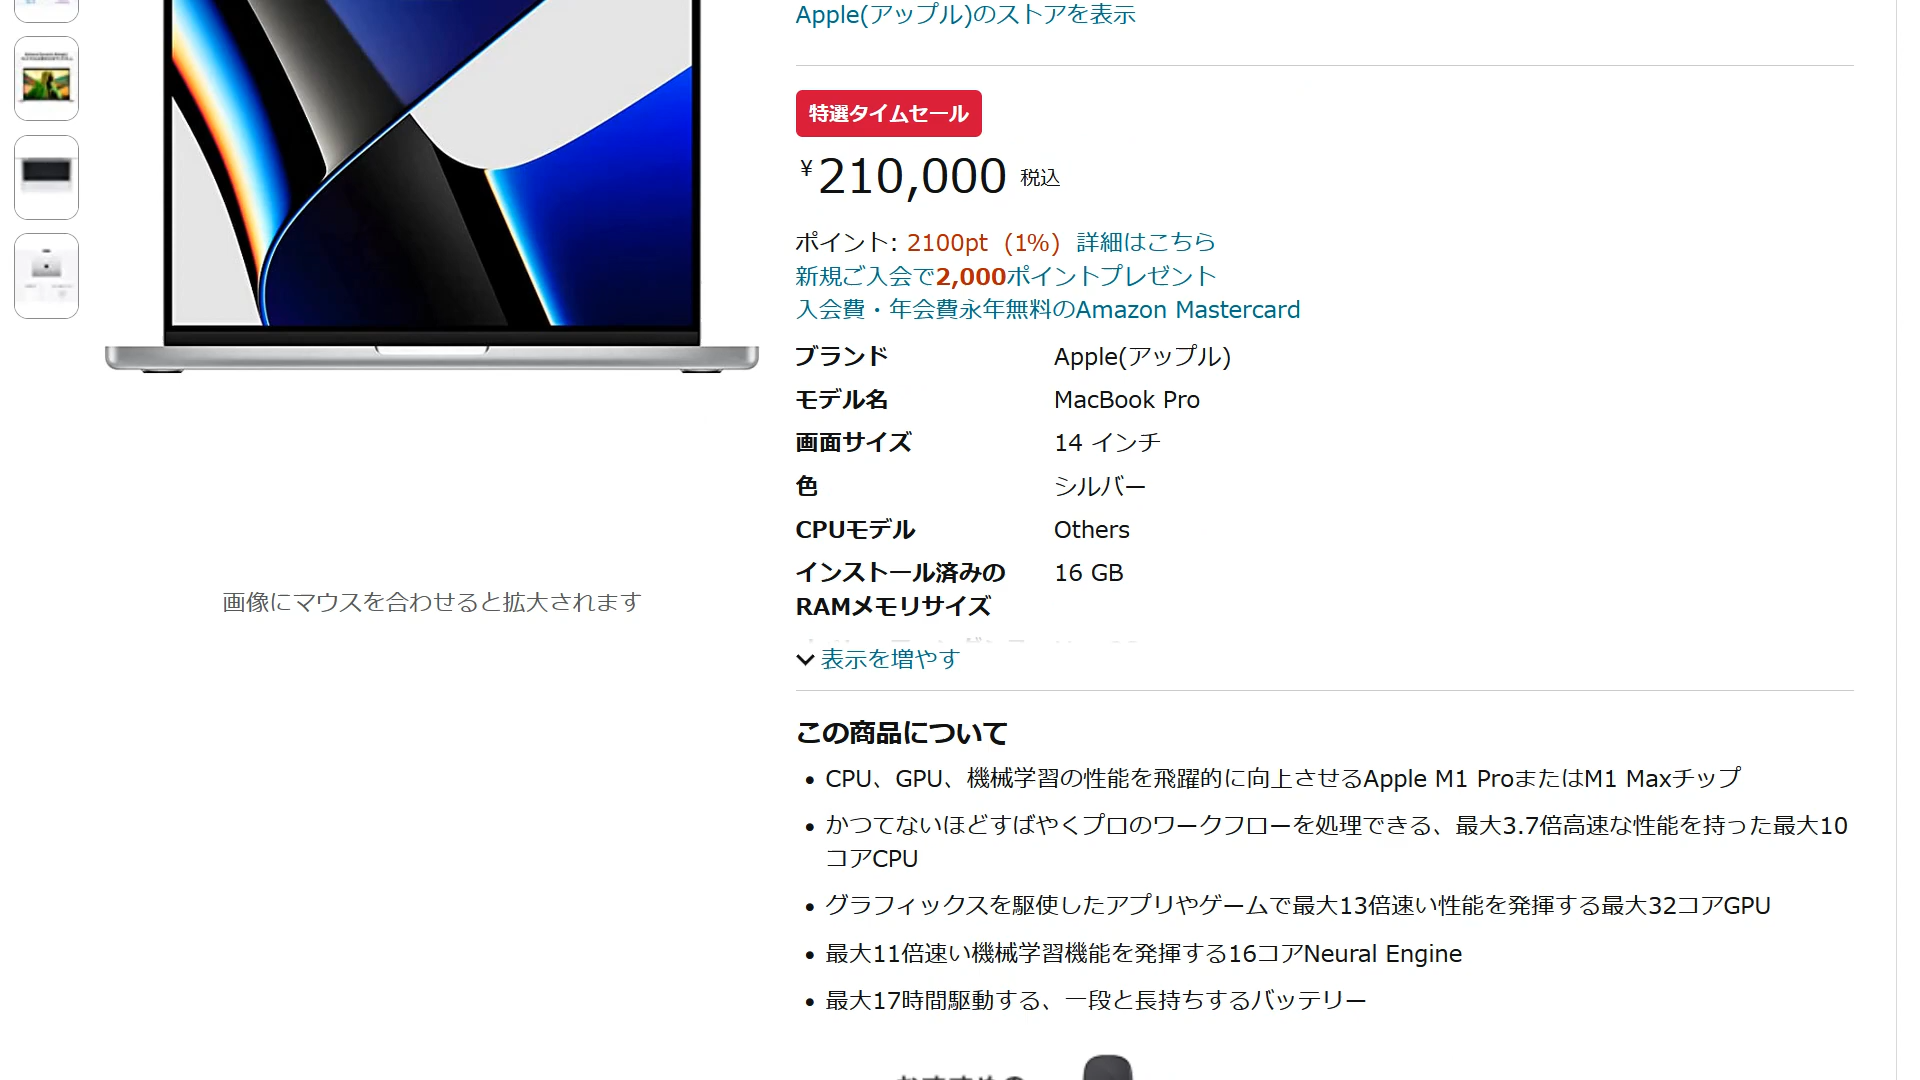 Apple(アップル)のストアを表示
特選タイムセール
¥210,000 税込
ポイント: 2100pt (1%) 詳細はこちら
新規ご入会で2,000ポイントプレゼント
入会費・年会費永年無料のAmazon Mastercard
ブランド Apple(アップル)
モデル名 MacBook Pro
画面サイズ 14 インチ
色 シルバー
CPUモデル Others
インストール済みの 16 GB
RAMメモリサイズ
表示を増やす
画像にマウスを合わせると拡大されます
この商品について
• CPU、GPU、機械学習の性能を飛躍的に向上させるApple M1 ProまたはM1 Maxチップ
• かつてないほどすばやくプロのワークフローを処理できる、最大3.7倍高速な性能を持った最大10
コアCPU
• グラフィックスを駆使したアプリやゲームで最大13倍速い性能を発揮する最大32コアGPU
• 最大11倍速い機械学習機能を発揮する16コアNeural Engine
• 最大17時間駆動する、一段と長持ちするバッテリー